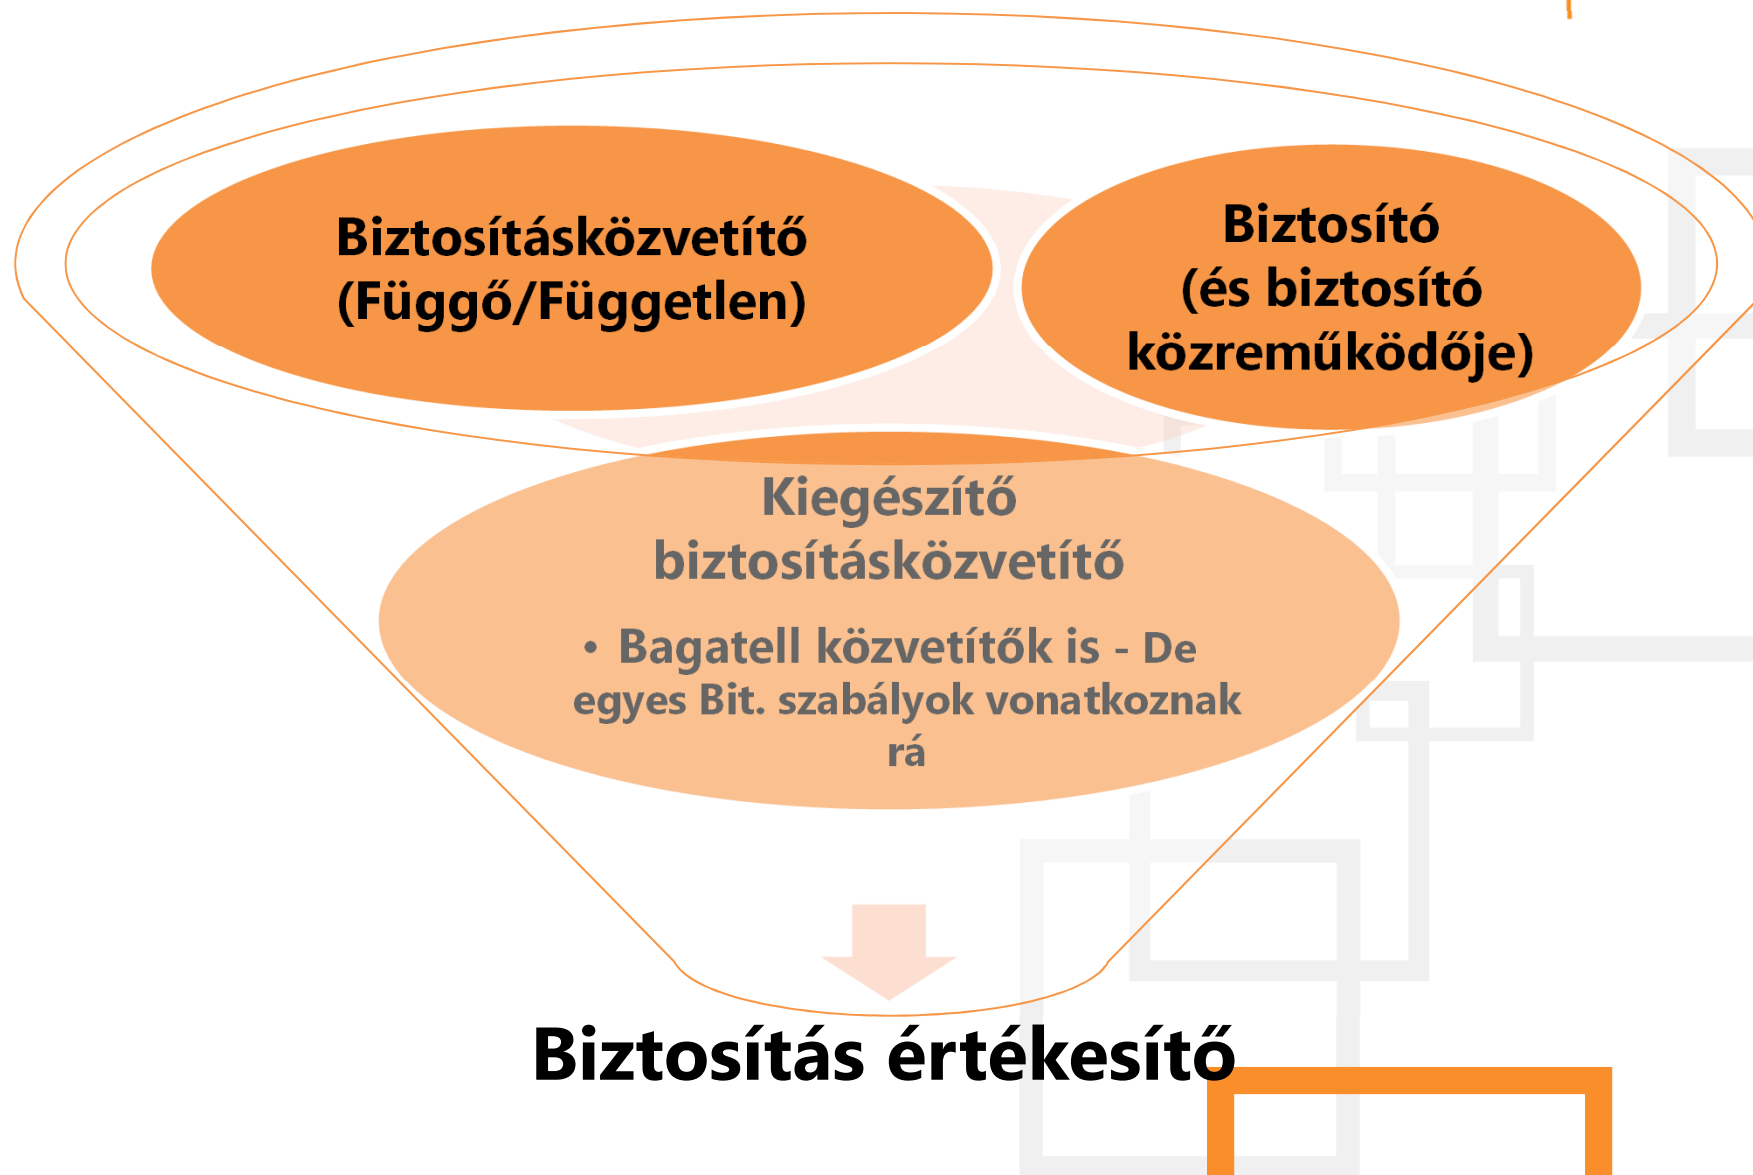 Biztosításközvetítő
(Függő/Független)
Biztosító
(és biztosító
közreműködője)
Kiegészítő
biztosításközvetítő
• Bagatell közvetítők is - De
egyes Bit. szabályok vonatkoznak
rá
Biztosítás értékesítő